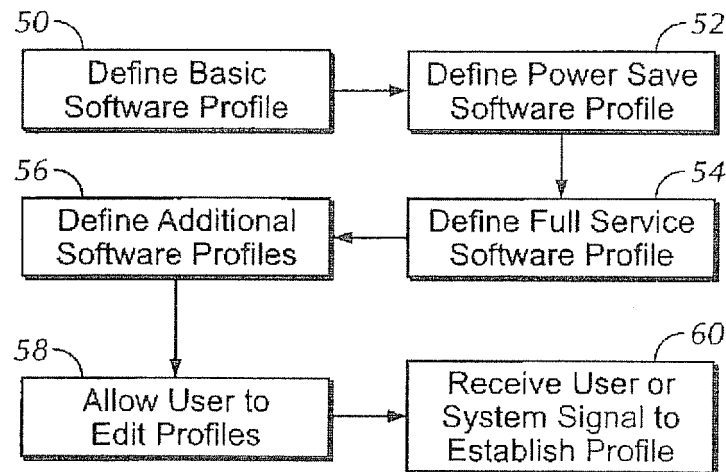 50
Define Basic
Software Profile
52
Define Power Save
Software Profile
54
Define Full Service
Software Profile
56
Define Additional
Software Profiles
58
Allow User to
Edit Profiles
60
Receive User or
System Signal to
Establish Profile